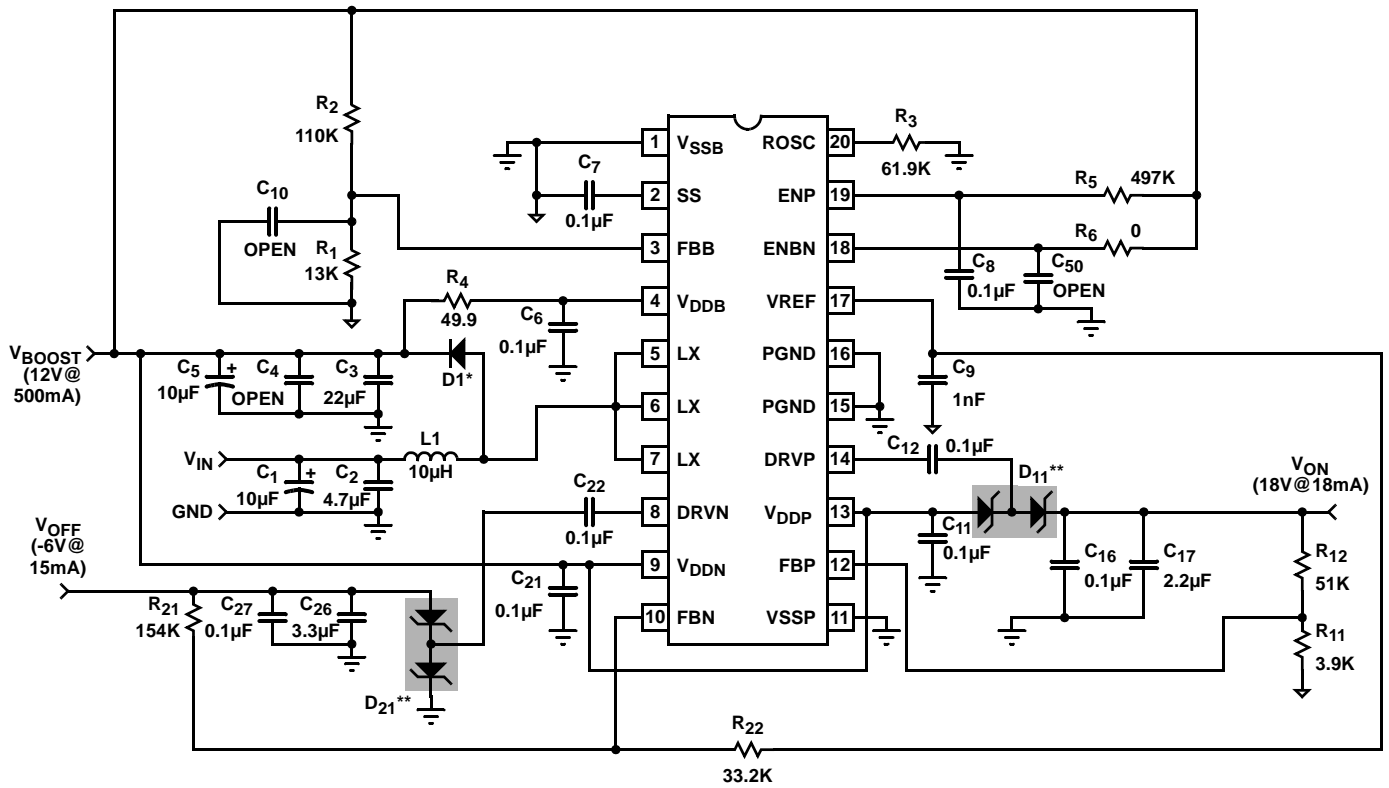 R2
110K
C10
OPEN
R1
13K
C7
0.1µF
R4
49.9
C6
0.1µF
VBOOST
(12V@
500mA)
C5
10µF
+
C4
OPEN
C3
22µF
D1*
VIN
L1
10µH
C1
10µF
+
C2
4.7µF
GND
C22
0.1µF
VOFF
(-6V@
15mA)
R21
154K
C27
0.1µF
C26
3.3µF
C21
0.1µF
D21**
R22
33.2K
1 VSSB
2 SS
3 FBB
4 VDDB
5 LX
6 LX
7 LX
8 DRVN
9 VDDN
10 FBN
ROSC 20
ENP 19
ENBN 18
VREF 17
PGND 16
PGND 15
DRVP 14
VDDP 13
FBP 12
VSSP 11
R3
61.9K
R5 497K
R6 0
C8
0.1µF
C50
OPEN
C9
1nF
C12 0.1µF
D11**
VON
(18V@18mA)
C11
0.1µF
C16
0.1µF
C17
2.2µF
R12
51K
R11
3.9K